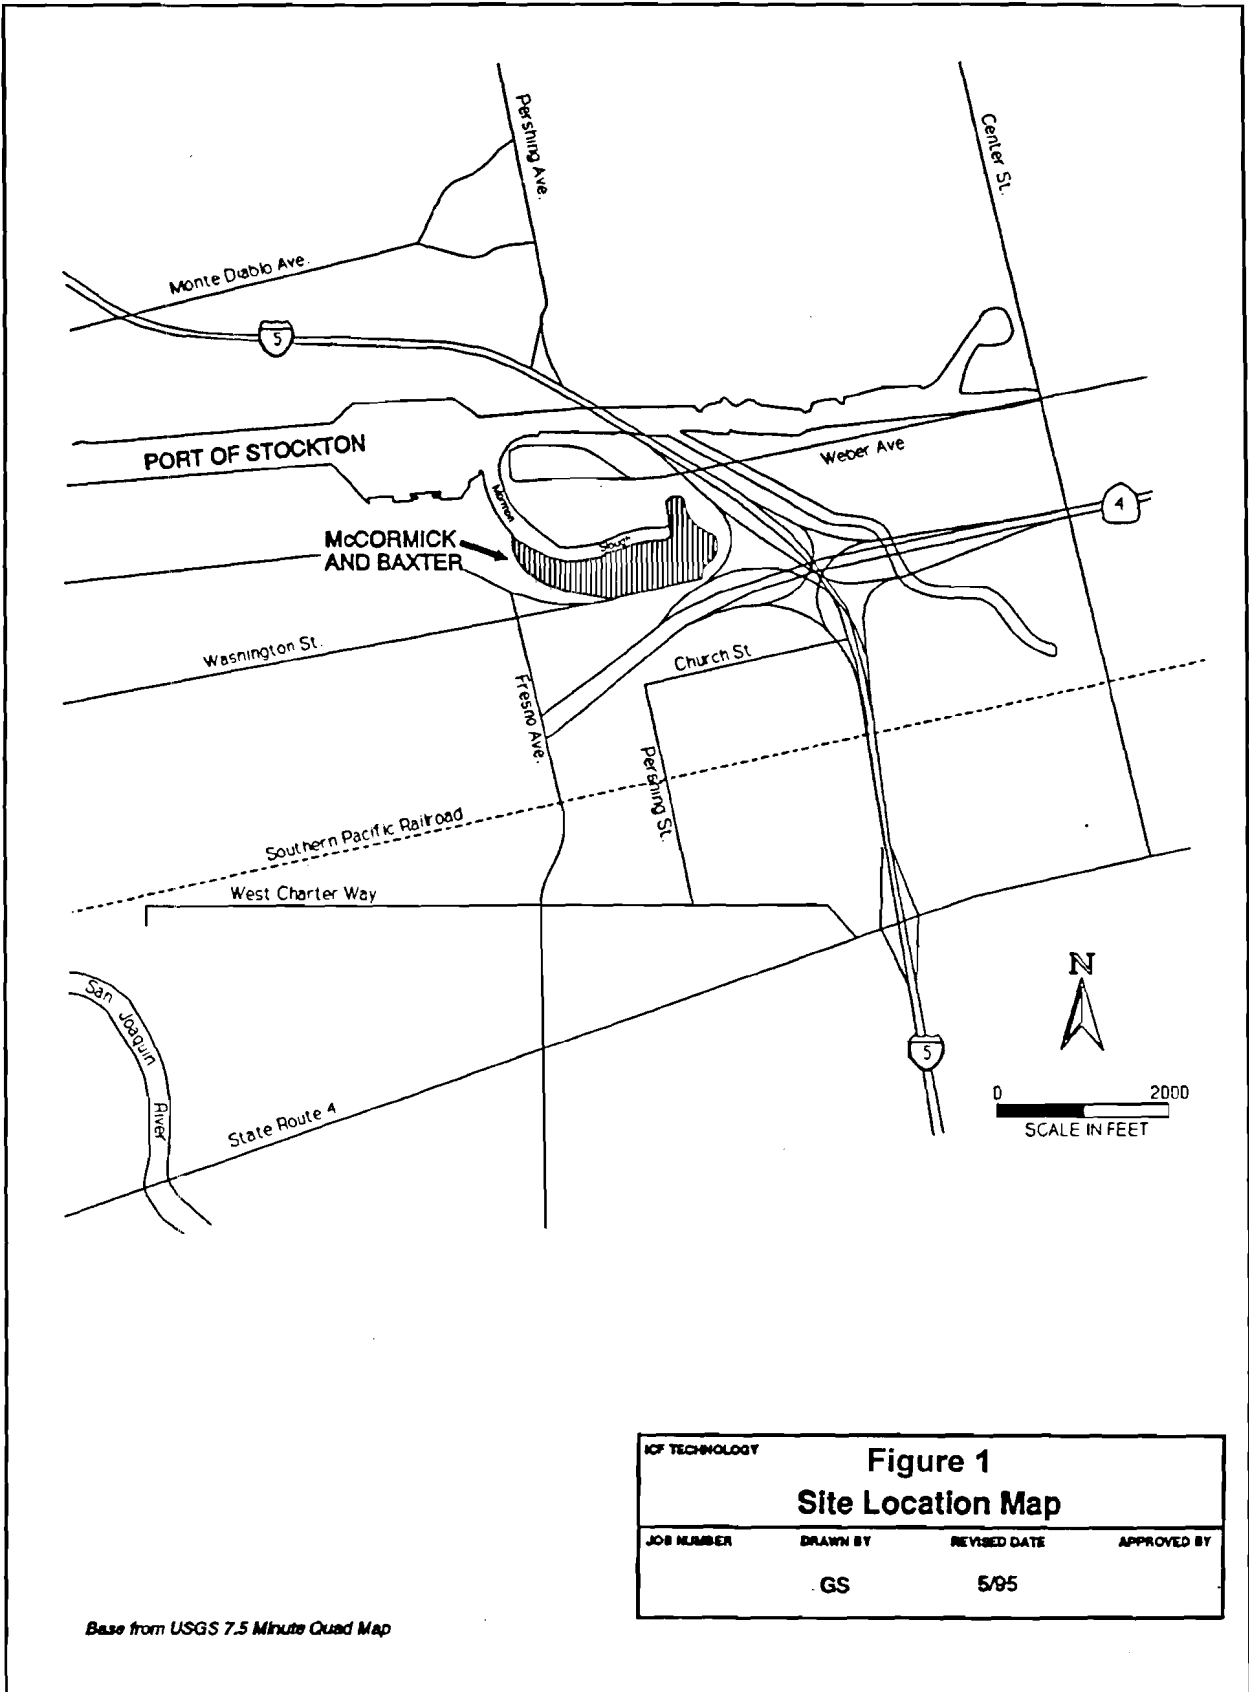 Pershing Ave.
Center St.
Monte Diablo Ave.
5
PORT OF STOCKTON
Weber Ave
4
Mormon
McCORMICK
AND BAXTER
Washington St.
Church St
Fresno Ave.
Pershing St.
Southern Pacific Railroad
West Charter Way
San Joaquin River
N
5
0 2000
SCALE IN FEET
State Route 4
ICF TECHNOLOGY
Figure 1
Site Location Map
JOB NUMBER DRAWN BY REVISED DATE APPROVED BY
GS 5/95
Base from USGS 7.5 Minute Quad Map